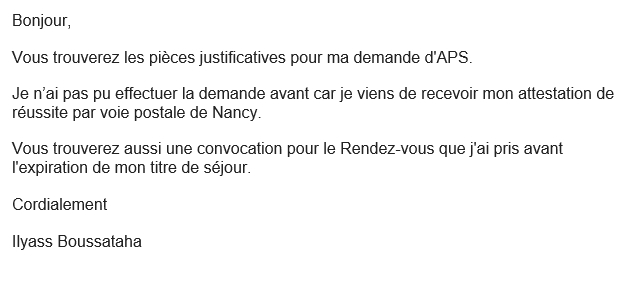 Bonjour,
Vous trouverez les pièces justificatives pour ma demande d'APS.
Je n’ai pas pu effectuer la demande avant car je viens de recevoir mon attestation de
réussite par voie postale de Nancy.
Vous trouverez aussi une convocation pour le Rendez-vous que j'ai pris avant
l'expiration de mon titre de séjour.
Cordialement
Ilyass Boussataha